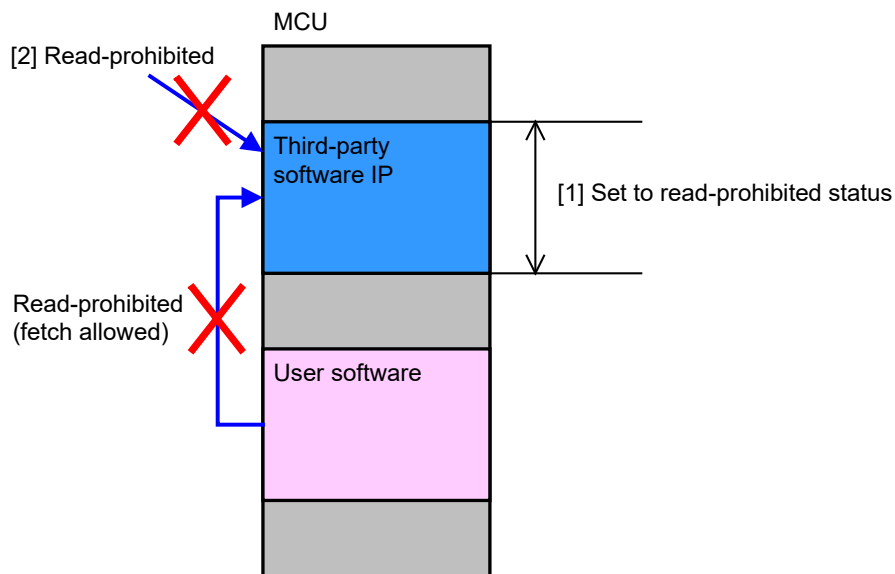 MCU
[2] Read-prohibited
Third-party
software IP
[1] Set to read-prohibited status
Read-prohibited
(fetch allowed)
User software